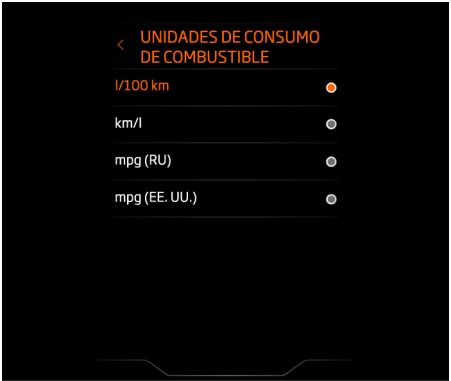 UNIDADES DE CONSUMO
DE COMBUSTIBLE
l/100 km
km/l
mpg (RU)
mpg (EE. UU.)